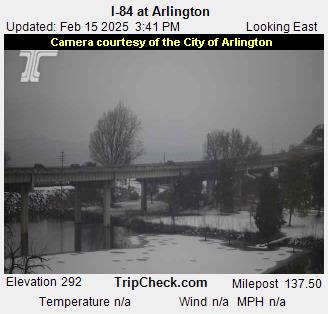 I-84 at Arlington
Updated: Feb 15 2025 3:41 PM Looking East
Camera courtesy of the City of Arlington
Elevation 292 TripCheck.com Milepost 137.50
Temperature n/a Wind n/a MPH n/a